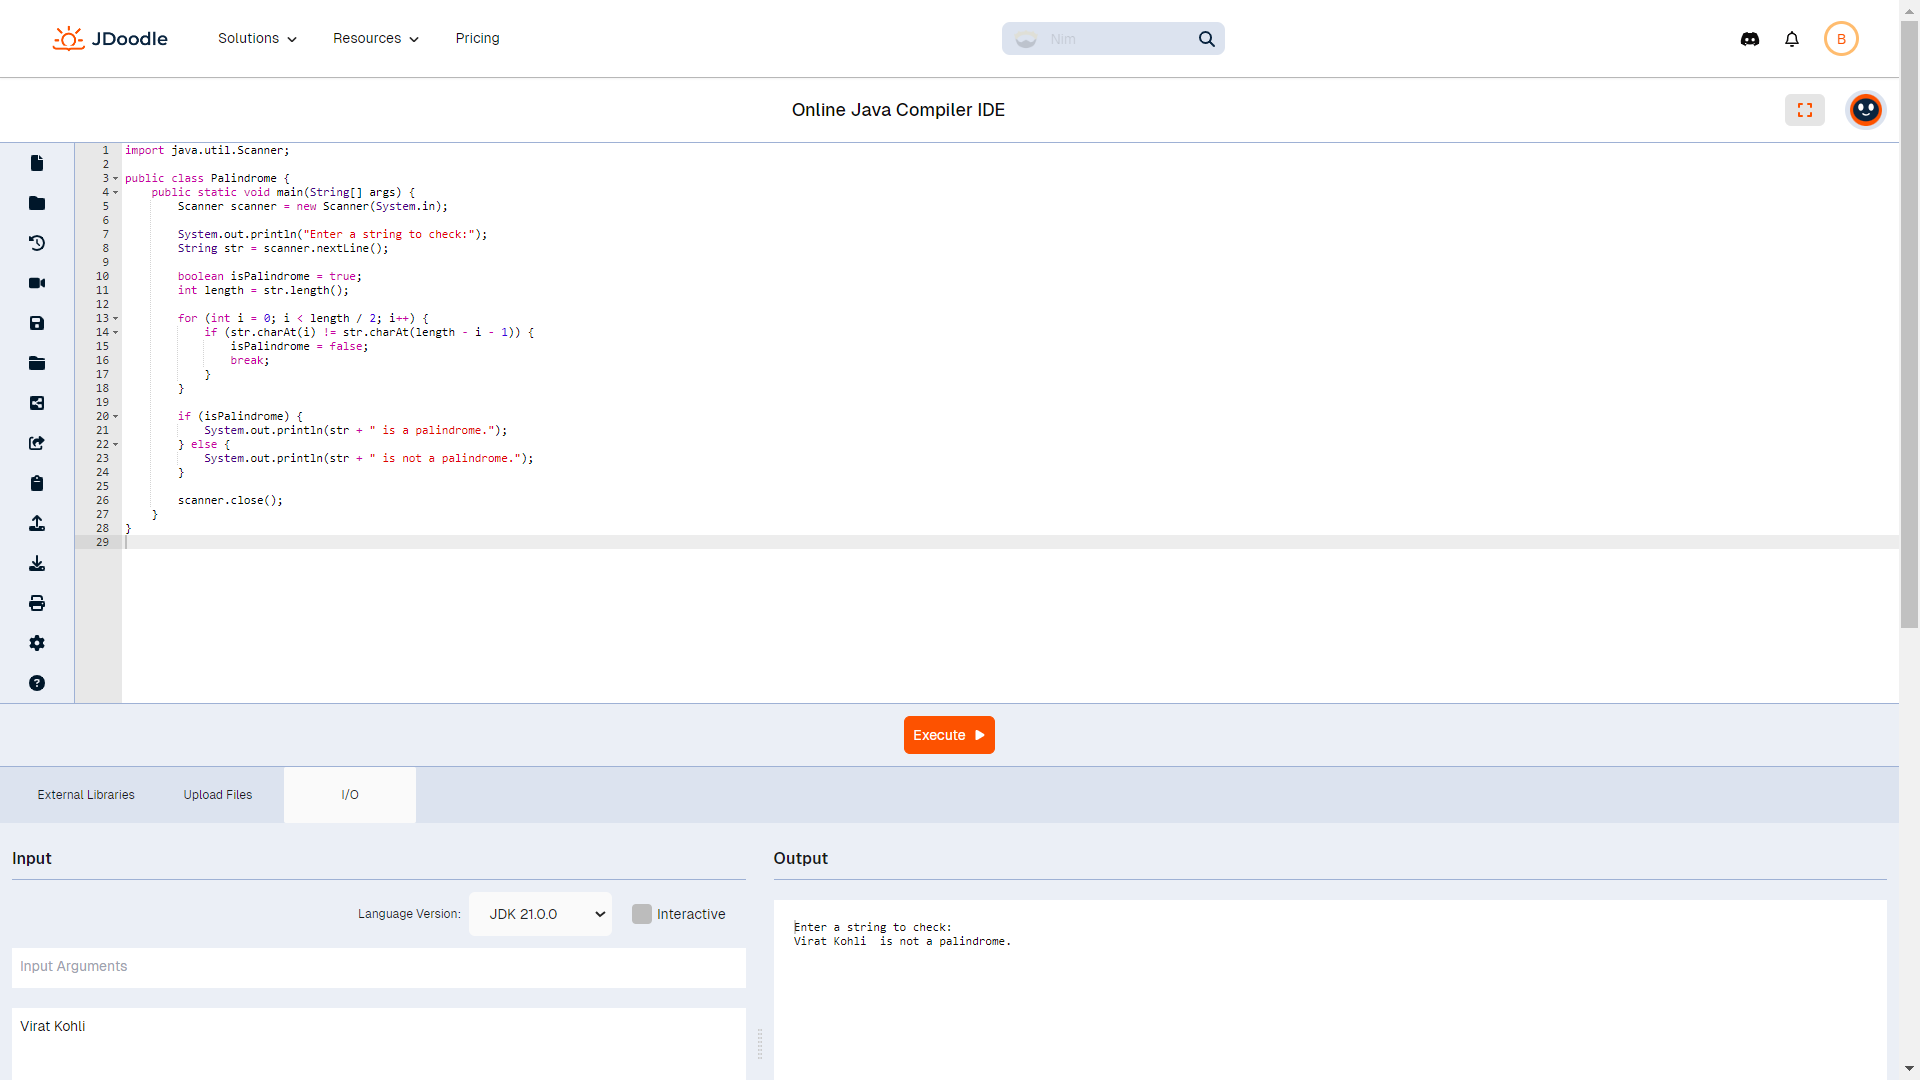 JDoodle
Solutions
Resources
Pricing
Nim
B
Online Java Compiler IDE
1 import java.util.Scanner;
2
3 public class Palindrome {
4     public static void main(String[] args) {
5         Scanner scanner = new Scanner(System.in);
6
7         System.out.println("Enter a string to check:");
8         String str = scanner.nextLine();
9
10         boolean isPalindrome = true;
11         int length = str.length();
12
13         for (int i = 0; i < length / 2; i++) {
14             if (str.charAt(i) != str.charAt(length - i - 1)) {
15                 isPalindrome = false;
16                 break;
17             }
18         }
19
20         if (isPalindrome) {
21             System.out.println(str + " is a palindrome.");
22         } else {
23             System.out.println(str + " is not a palindrome.");
24         }
25
26         scanner.close();
27     }
28 }
29
Execute
External Libraries
Upload Files
I/O
Input
Language Version:
JDK 21.0.0
Interactive
Input Arguments
Virat Kohli
Output
Enter a string to check:
Virat Kohli  is not a palindrome.